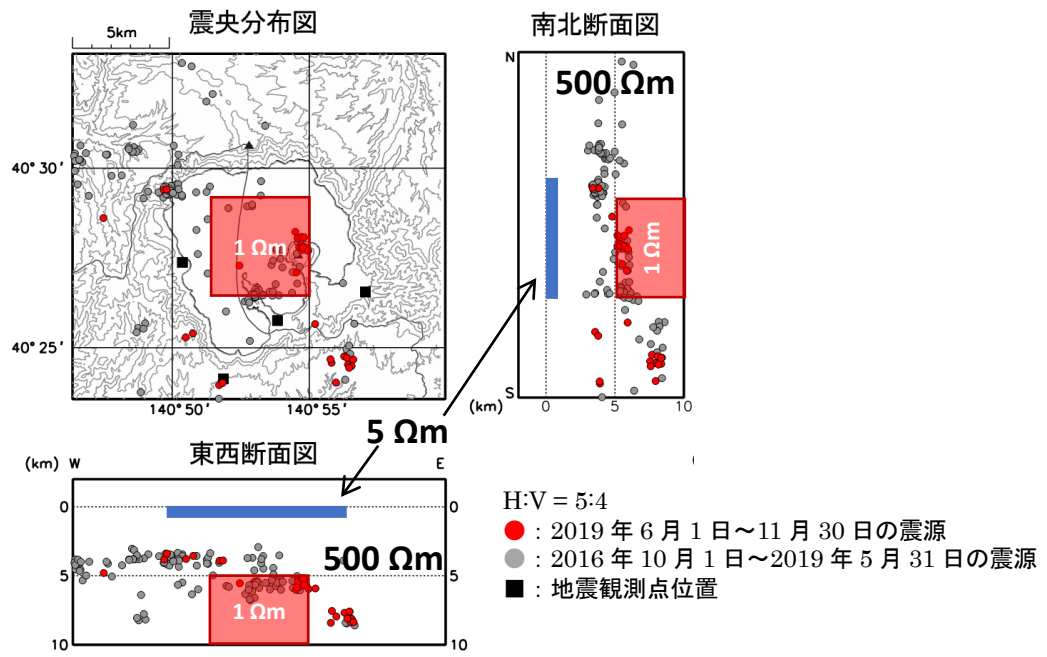 震央分布図
5km
40° 30′
40° 25′
140°50′
140°55′
1 Ωm
南北断面図
N
500 Ωm
1 Ωm
S
(km)
0
5
10
5 Ωm
東西断面図
(km)
W
E
0
0
500 Ωm
5
5
1 Ωm
10
10
H:V = 5:4
: 2019 年 6 月 1 日～11 月 30 日の震源
: 2016 年 10 月 1 日～2019 年 5 月 31 日の震源
: 地震観測点位置